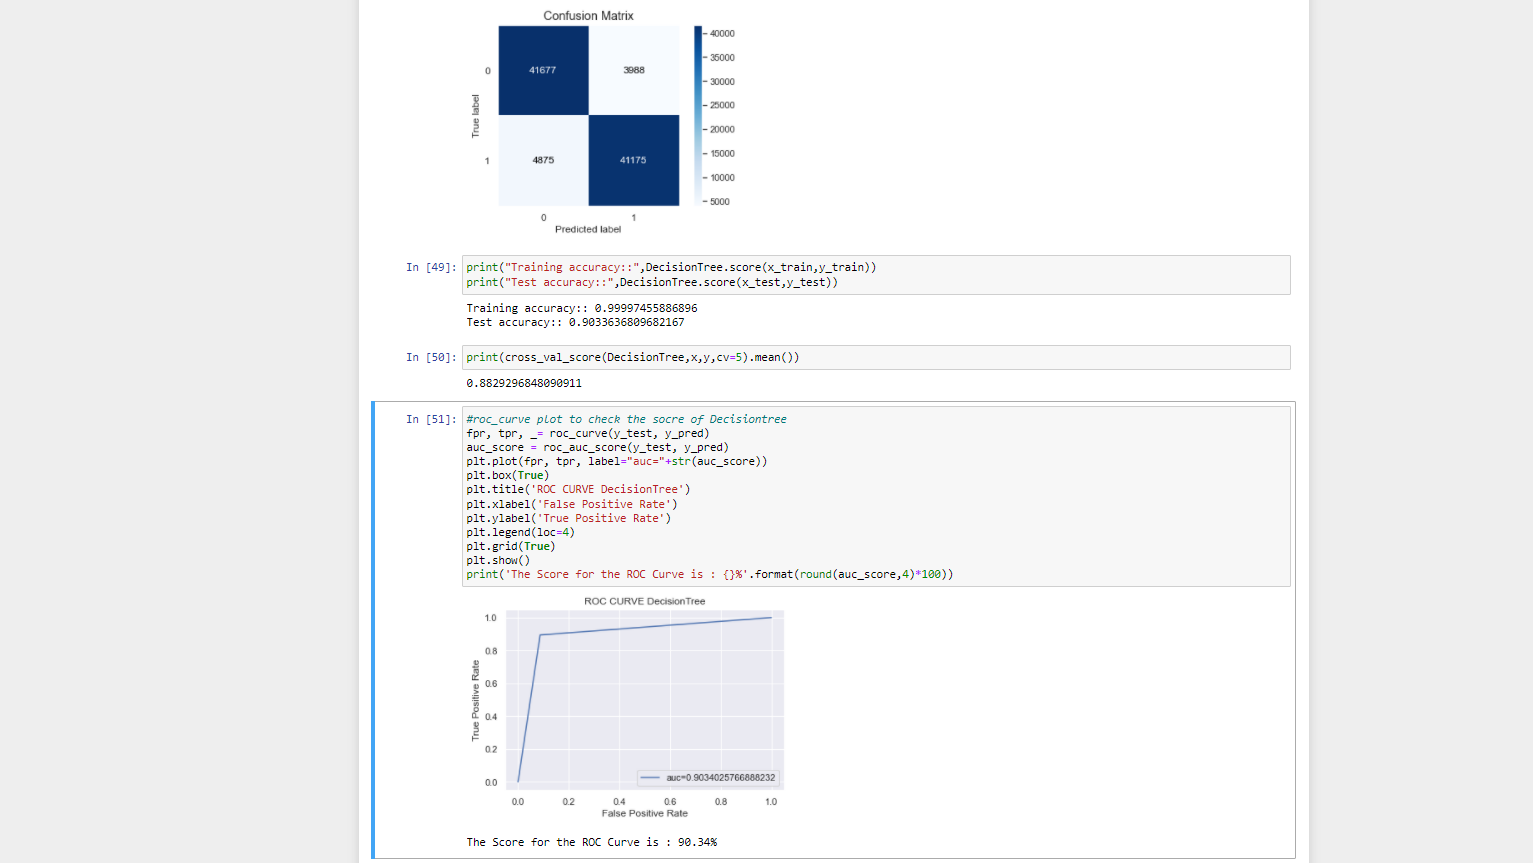 Confusion Matrix
40000
35000
30000
25000
20000
15000
10000
5000
True label
0
41677
3988
1
4875
41175
0
1
Predicted label
In [49]:
print("Training accuracy::",DecisionTree.score(x_train,y_train))
print("Test accuracy::",DecisionTree.score(x_test,y_test))
Training accuracy:: 0.99997455886896
Test accuracy:: 0.9033636809682167
In [50]:
print(cross_val_score(DecisionTree,x,y,cv=5).mean())
0.8829296848090911
In [51]:
#roc_curve plot to check the socre of Decisiontree
fpr, tpr, _= roc_curve(y_test, y_pred)
auc_score = roc_auc_score(y_test, y_pred)
plt.plot(fpr, tpr, label="auc="+str(auc_score))
plt.box(True)
plt.title('ROC CURVE DecisionTree')
plt.xlabel('False Positive Rate')
plt.ylabel('True Positive Rate')
plt.legend(loc=4)
plt.grid(True)
plt.show()
print('The Score for the ROC Curve is : {}%'.format(round(auc_score,4)*100))
ROC CURVE DecisionTree
True Positive Rate
1.0
0.8
0.6
0.4
0.2
0.0
auc=0.9034025766888232
0.0
0.2
0.4
0.6
0.8
1.0
False Positive Rate
The Score for the ROC Curve is : 90.34%